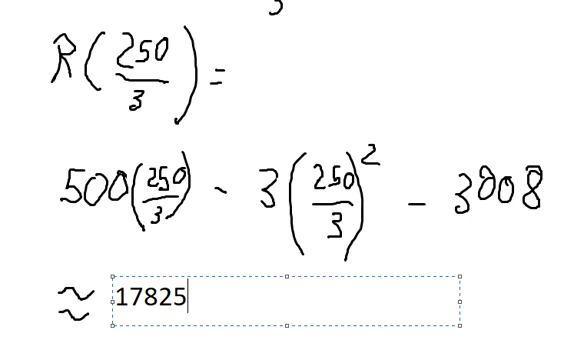 R(250/3) =
500(250/3) - 3(250/3)² - 3008
≈ 17825